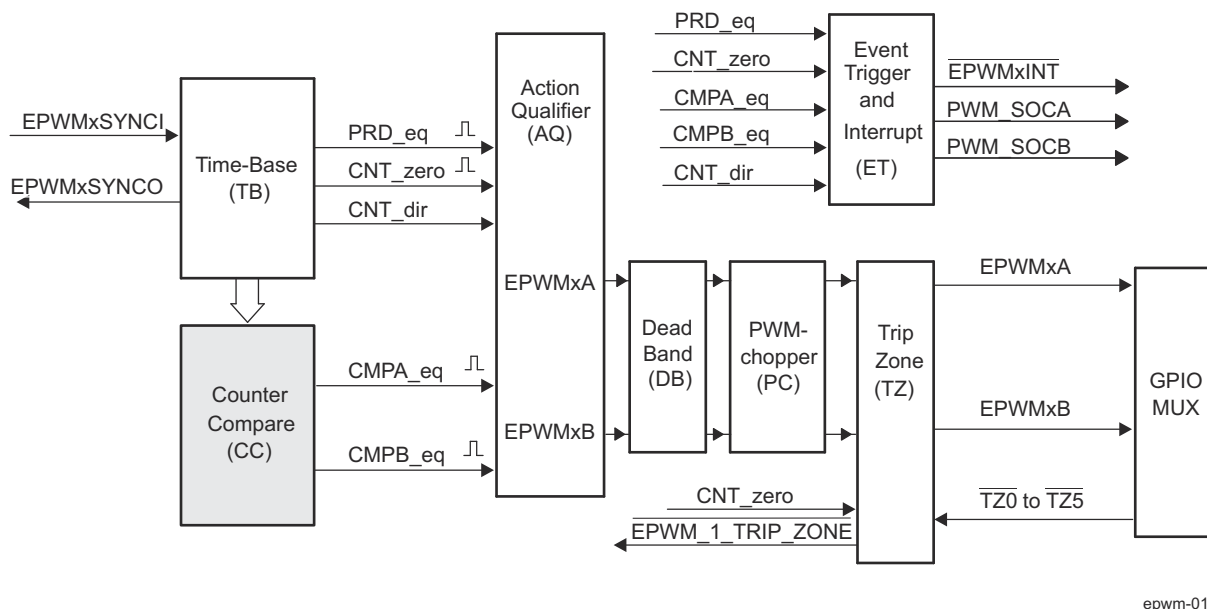 EPWMxSYNCI
EPWMxSYNCO
Time-Base
(TB)
PRD_eq
CNT_zero
CNT_dir
Counter
Compare
(CC)
CMPA_eq
CMPB_eq
Action
Qualifier
(AQ)
EPWMxA
EPWMxB
PRD_eq
CNT_zero
CMPA_eq
CMPB_eq
CNT_dir
Event
Trigger
and
Interrupt
(ET)
EPWMxINT
PWM_SOCA
PWM_SOCB
Dead
Band
(DB)
PWM-
chopper
(PC)
Trip
Zone
(TZ)
CNT_zero
EPWM_1_TRIP_ZONE
EPWMxA
EPWMxB
TZ0 to TZ5
GPIO
MUX
epwm-01